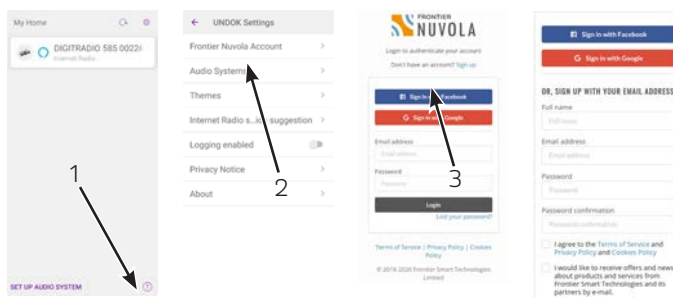 My Home
DIGITRADIO 585 0022
Internet Radio
1
SET UP AUDIO SYSTEM
UNDOK Settings
Frontier Nuvola Account
Audio Systems
Themes
Internet Radio s...ice suggestion
Logging enabled
Privacy Notice
About
2
FRONTIER
NUVOLA
Login to authenticate your account
Don't have an account? Sign up
Sign in with Facebook
Sign in with Google
Email address
Email address
Password
Password
3
Login
Lost your password?
Terms of Service | Privacy Policy | Cookies
Policy
© 2018-2020 Frontier Smart Technologies
Limited
Sign in with Facebook
Sign in with Google
OR, SIGN UP WITH YOUR EMAIL ADDRESS
Full name
Full name
Email address
Email address
Password
Password
Password confirmation
Password confirmation
I agree to the Terms of Service and
Privacy Policy and Cookies Policy
I would like to receive offers and news
about products and services from
Frontier Smart Technologies and its
partners by e-mail.